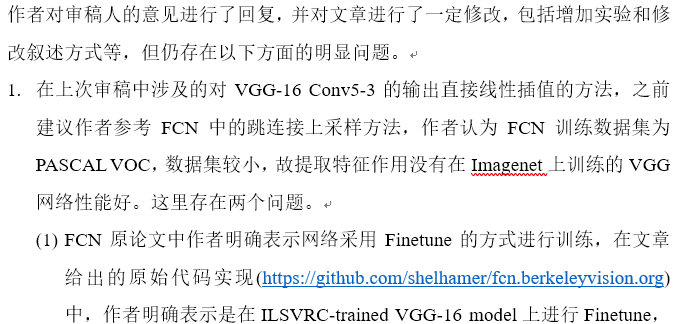 作者对审稿人的意见进行了回复，并对文章进行了一定修改，包括增加实验和修
改叙述方式等，但仍存在以下方面的明显问题。
1. 在上次审稿中涉及的对 VGG-16 Conv5-3 的输出直接线性插值的方法，之前
建议作者参考 FCN 中的跳连接上采样方法，作者认为 FCN 训练数据集为
PASCAL VOC，数据集较小，故提取特征作用没有在 Imagenet 上训练的 VGG
网络性能好。这里存在两个问题。
(1) FCN 原论文中作者明确表示网络采用 Finetune 的方式进行训练，在文章
给出的原始代码实现(https://github.com/shelhamer/fcn.berkeleyvision.org)
中，作者明确表示是在 ILSVRC-trained VGG-16 model 上进行 Finetune，